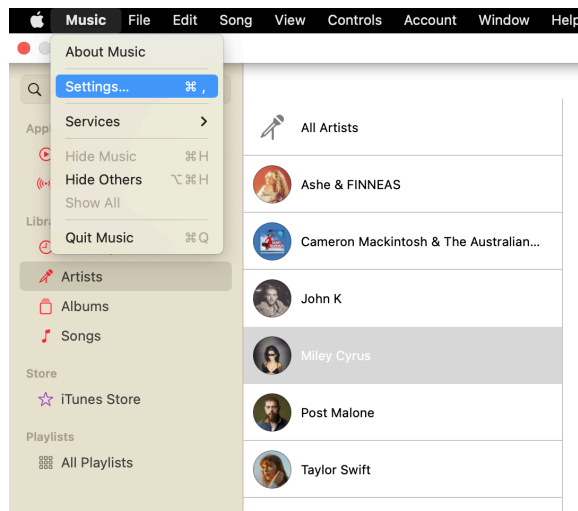 Music File Edit Song View Controls Account Window Help
About Music
Settings... ⌘ ,
Services
Hide Music ⌘H
Hide Others ⌥⌘H
Show All
Quit Music ⌘Q
Artists
Albums
Songs
Store
iTunes Store
Playlists
All Playlists
All Artists
Ashe & FINNEAS
Cameron Mackintosh & The Australian...
John K
Miley Cyrus
Post Malone
Taylor Swift